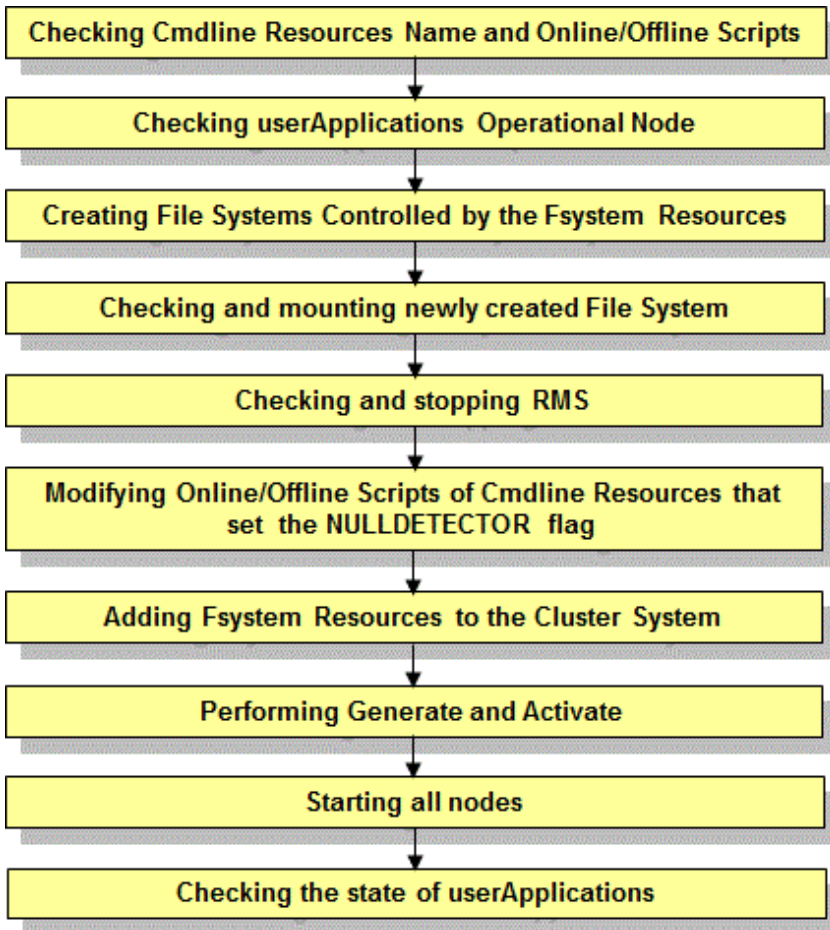 Checking Cmdline Resources Name and Online/Offline Scripts
Checking userApplications Operational Node
Creating File Systems Controlled by the Fsystem Resources
Checking and mounting newly created File System
Checking and stopping RMS
Modifying Online/Offline Scripts of Cmdline Resources that
set the NULLDETECTOR flag
Adding Fsystem Resources to the Cluster System
Performing Generate and Activate
Starting all nodes
Checking the state of userApplications